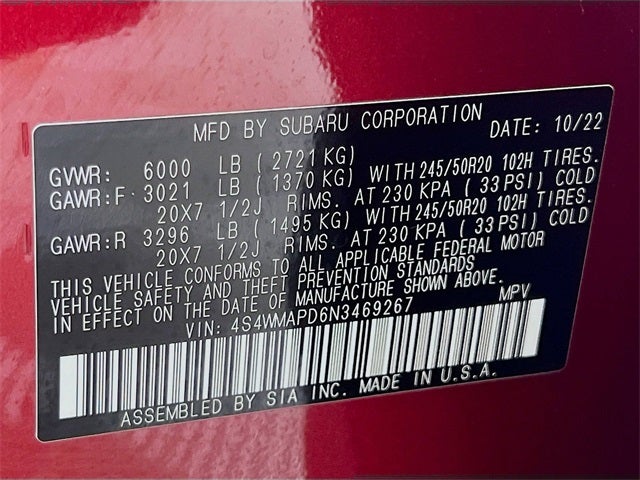 MFD BY SUBARU CORPORATION DATE: 10/22
GVWR: 6000 LB ( 2721 KG)
GAWR:F 3021 LB ( 1370 KG) WITH 245/50R20 102H TIRES.
20X7 1/2J RIMS. AT 230 KPA ( 33 PSI) COLD
GAWR:R 3296 LB ( 1495 KG) WITH 245/50R20 102H TIRES.
20X7 1/2J RIMS. AT 230 KPA ( 33 PSI) COLD
THIS VEHICLE CONFORMS TO ALL APPLICABLE FEDERAL MOTOR
VEHICLE SAFETY AND THEFT PREVENTION STANDARDS
IN EFFECT ON THE DATE OF MANUFACTURE SHOWN ABOVE.
VIN: 4S4WMAPD6N3469267 MPV
ASSEMBLED BY SIA INC. MADE IN U.S.A.